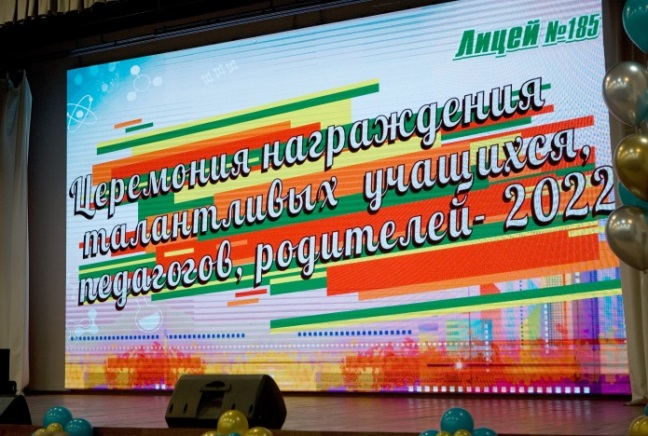 Лицей №185
Церемония награждения
талантливых учащихся,
педагогов, родителей- 2022